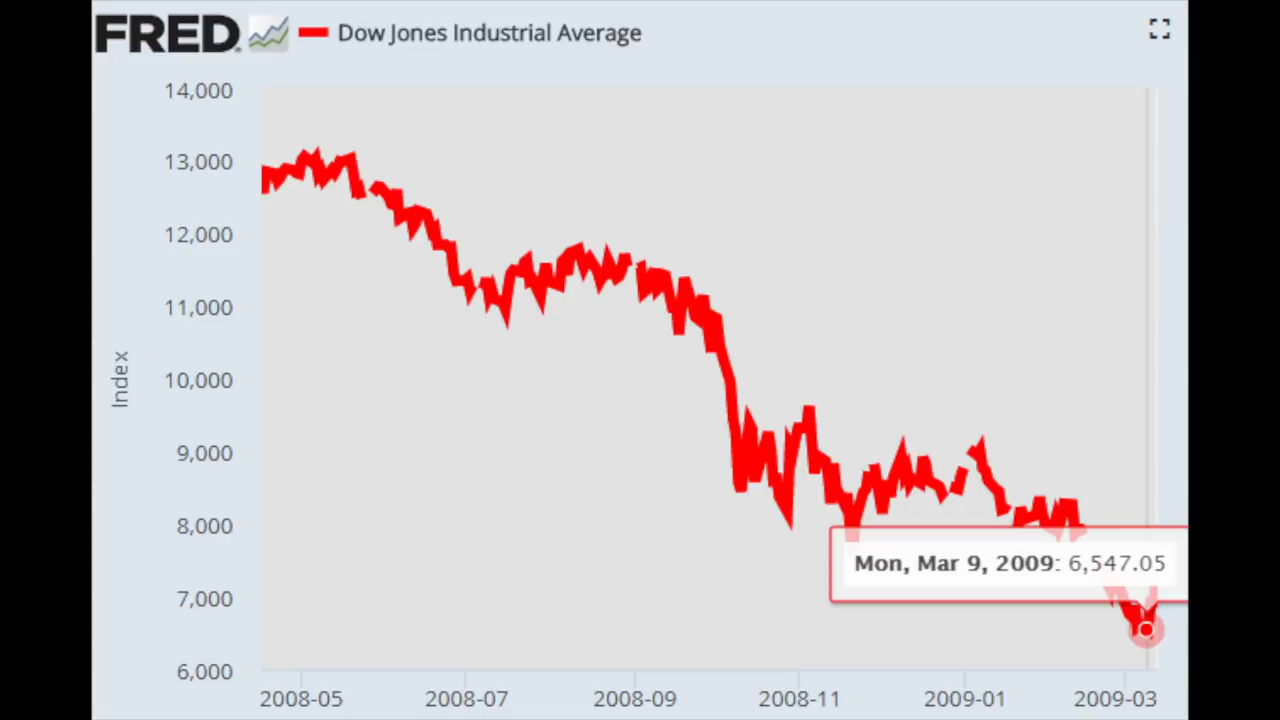 FRED Dow Jones Industrial Average
14,000
13,000
12,000
11,000
10,000
9,000
8,000
7,000
6,000
Index
Mon, Mar 9, 2009: 6,547.05
2008-05 2008-07 2008-09 2008-11 2009-01 2009-03